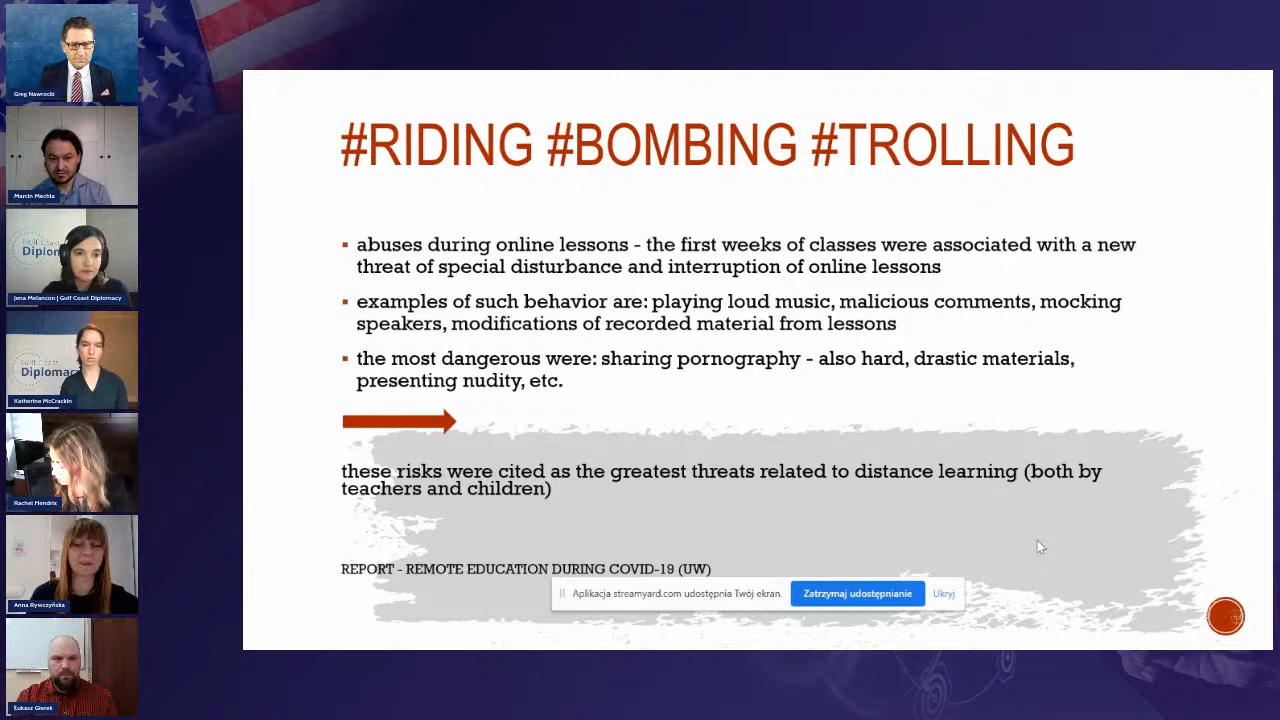 Greg Nawrocki
Marcin Mechla
Gulf Coast
Diplom
Jena Melancon | Gulf Coast Diplomacy
Gulf Coast
Diplomac
Katherine McCrackin
Rachel Hendrix
Anna Rywczyńska
Łukasz Gierek
#RIDING #BOMBING #TROLLING
abuses during online lessons - the first weeks of classes were associated with a new
threat of special disturbance and interruption of online lessons
examples of such behavior are: playing loud music, malicious comments, mocking
speakers, modifications of recorded material from lessons
the most dangerous were: sharing pornography - also hard, drastic materials,
presenting nudity, etc.
these risks were cited as the greatest threats related to distance learning (both by
teachers and children)
REPORT - REMOTE EDUCATION DURING COVID-19 (UW)
Aplikacja streamyard.com udostępnia Twój ekran.
Zatrzymaj udostępnianie
Ukryj